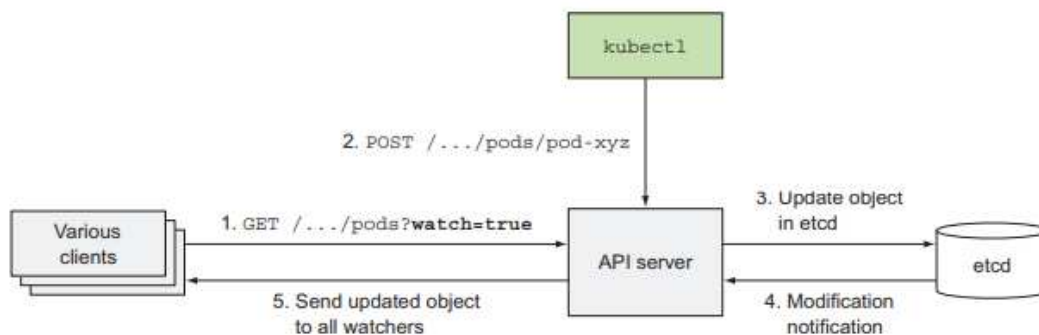 kubectl
2. POST /.../pods/pod-xyz
3. Update object
in etcd
Various
clients
1. GET /.../pods?watch=true
API server
etcd
5. Send updated object
to all watchers
4. Modification
notification